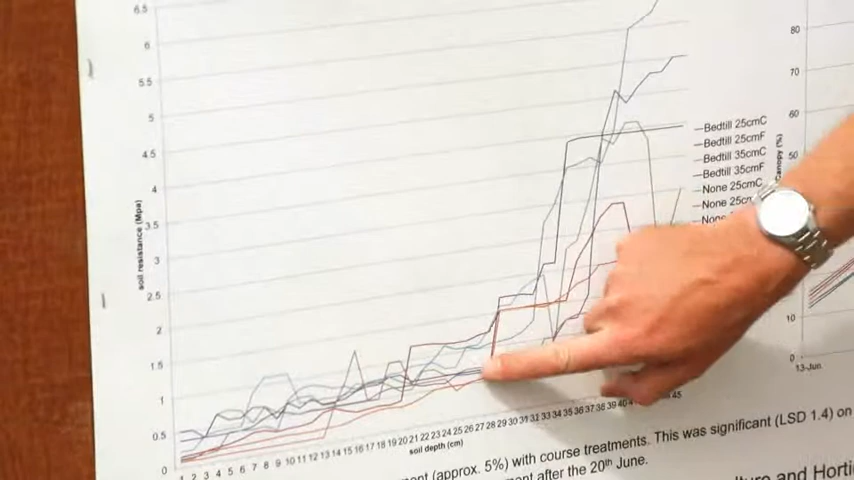 6.5
6
5.5
5
4.5
4
3.5
3
2.5
2
1.5
1
0.5
0
soil resistance (Mpa)
1 2 3 4 5 6 7 8 9 10 11 12 13 14 15 16 17 18 19 20 21 22 23 24 25 26 27 28 29 30 31 32 33 34 35 36 37 38 39 40 45
soil depth (cm)
Bedtill 25cmC
Bedtill 25cmF
Bedtill 35cmC
Bedtill 35cmF
None 25cmC
None 25cm
None
80
70
60
50
10
0
Canopy (%)
13-Jun
(approx. 5%) with course treatments. This was significant (LSD 1.4) on
after the 20th June.
and Horti